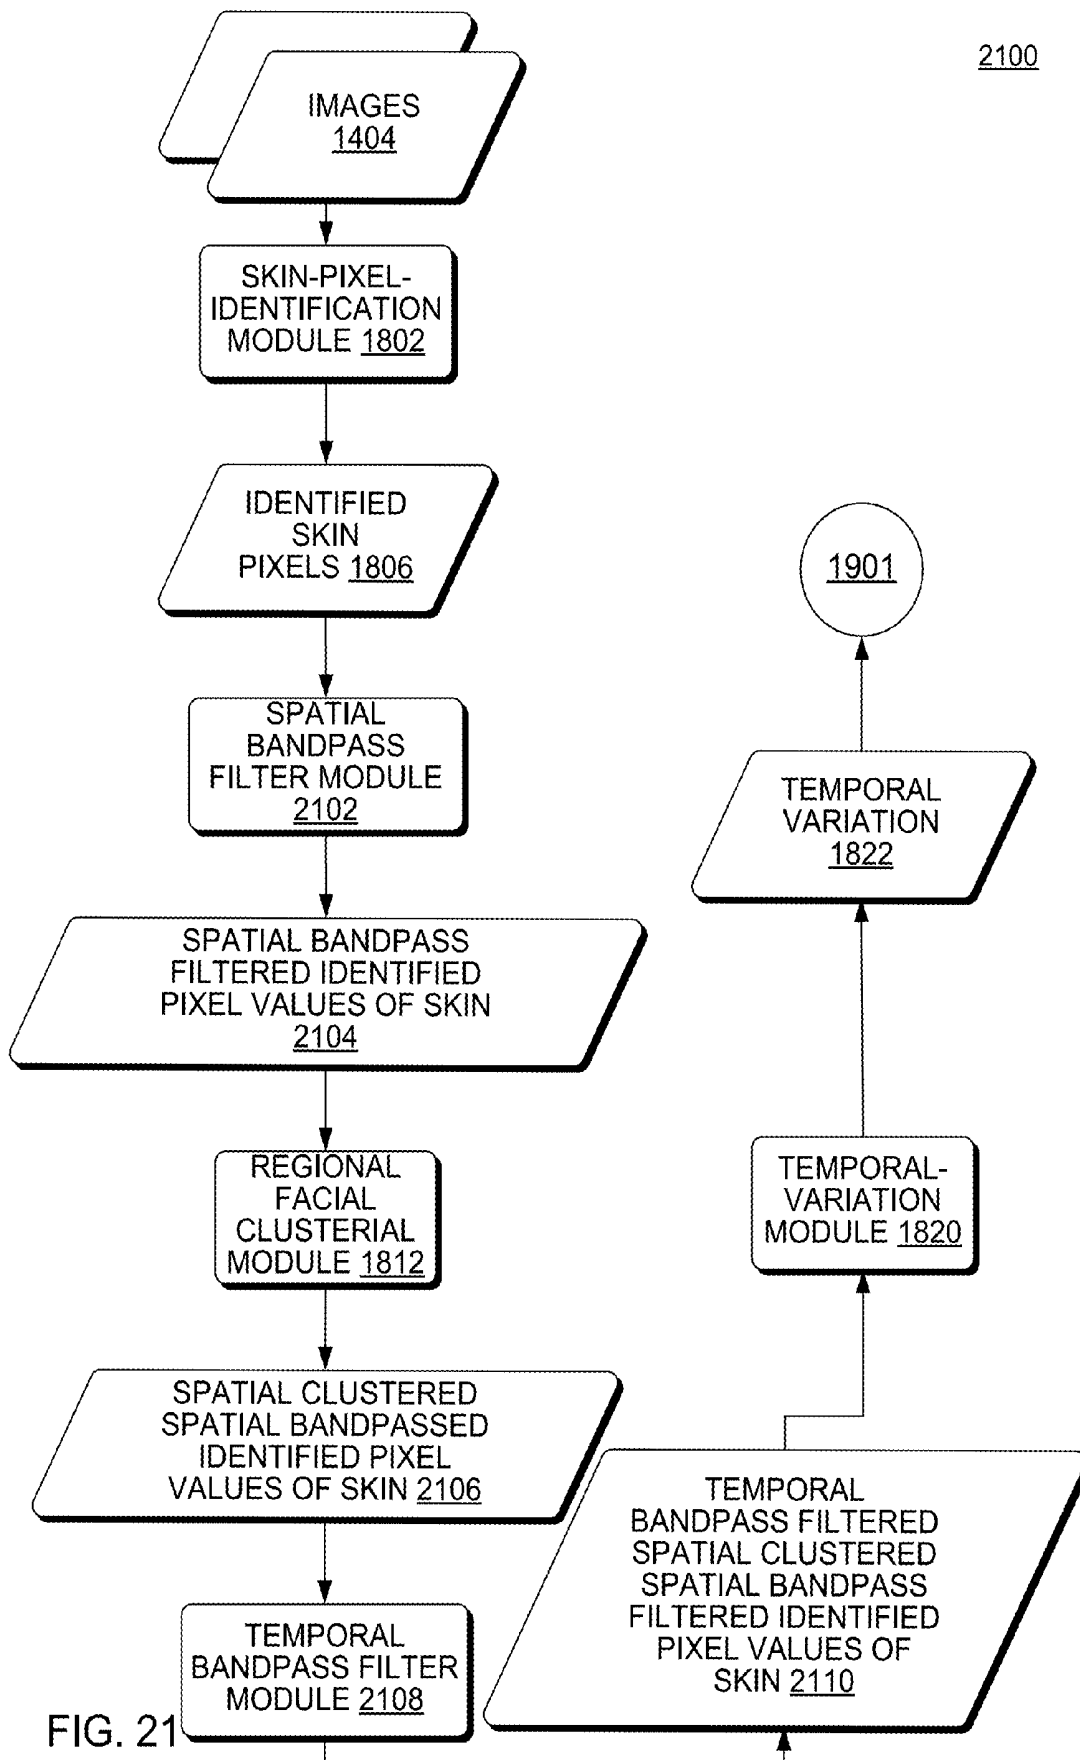 2100
IMAGES
1404
SKIN-PIXEL-
IDENTIFICATION
MODULE 1802
IDENTIFIED
SKIN
PIXELS 1806
SPATIAL
BANDPASS
FILTER MODULE
2102
SPATIAL BANDPASS
FILTERED IDENTIFIED
PIXEL VALUES OF SKIN
2104
REGIONAL
FACIAL
CLUSTERIAL
MODULE 1812
SPATIAL CLUSTERED
SPATIAL BANDPASSED
IDENTIFIED PIXEL
VALUES OF SKIN 2106
TEMPORAL
BANDPASS FILTER
MODULE 2108
TEMPORAL
BANDPASS FILTERED
SPATIAL CLUSTERED
SPATIAL BANDPASS
FILTERED IDENTIFIED
PIXEL VALUES OF
SKIN 2110
TEMPORAL-
VARIATION
MODULE 1820
TEMPORAL
VARIATION
1822
1901
FIG. 21